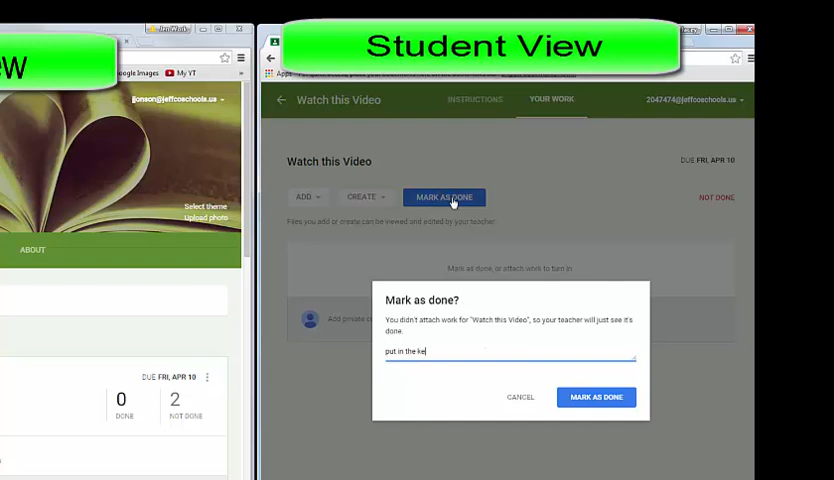 ew
Student View
Google Images
My YT
Apps
jjonson@jeffcoschools.us
Select theme
Upload photo
ABOUT
DUE FRI, APR 10
0
2
DONE
NOT DONE
Watch this Video
INSTRUCTIONS
YOUR WORK
2047474@jeffcoschools.us
Watch this Video
DUE FRI, APR 10
ADD
CREATE
MARK AS DONE
NOT DONE
Files you add or create can be viewed and edited by your teacher.
Mark as done, or attach work to turn in
Add private
Mark as done?
You didn't attach work for "Watch this Video", so your teacher will just see it's
done.
put in the ke
CANCEL
MARK AS DONE